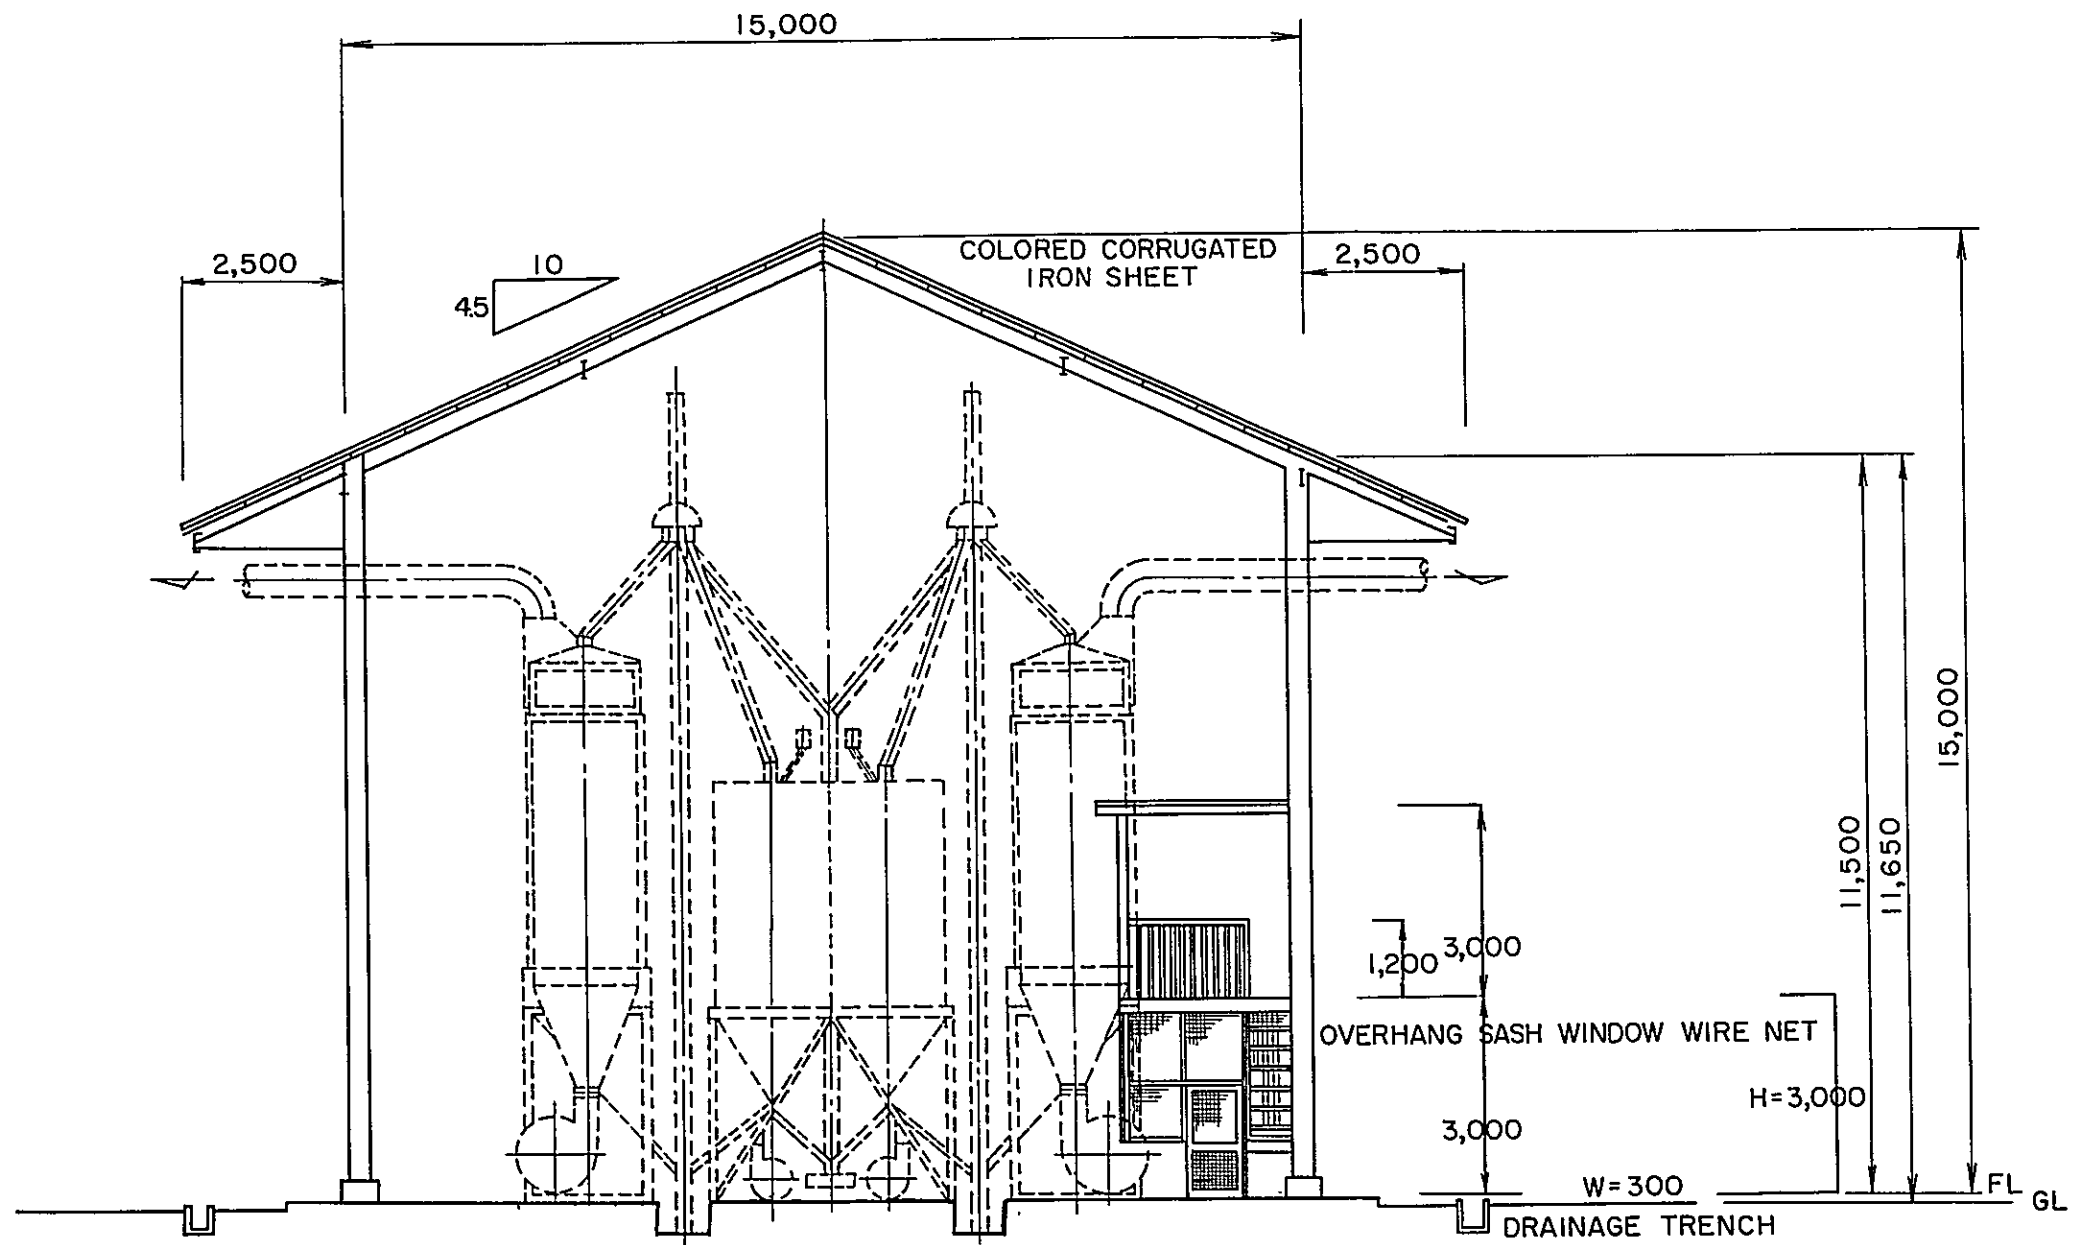 15,000
COLORED CORRUGATED
IRON SHEET
2,500
2,500
10
4.5
15,000
11,500
11,650
3,000
1,200
OVERHANG SASH WINDOW WIRE NET
H=3,000
3,000
W=300
FL
GL
DRAINAGE TRENCH